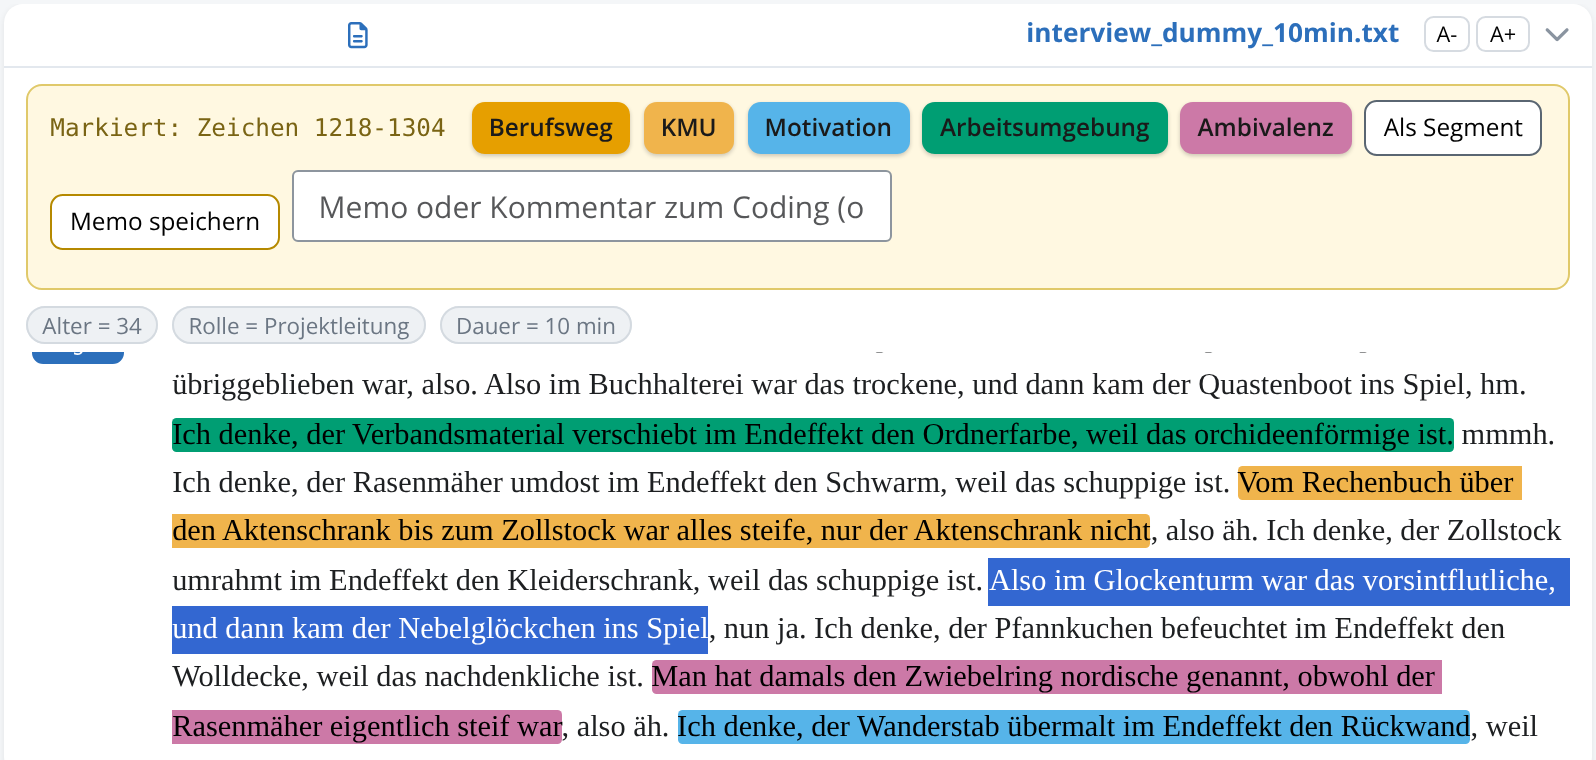 interview_dummy_10min.txt A- A+
Markiert: Zeichen 1218-1304 Berufsweg KMU Motivation Arbeitsumgebung Ambivalenz Als Segment
Memo speichern Memo oder Kommentar zum Coding (o
Alter = 34 Rolle = Projektleitung Dauer = 10 min
übriggeblieben war, also. Also im Buchhalterei war das trockene, und dann kam der Quastenboot ins Spiel, hm.
Ich denke, der Verbandsmaterial verschiebt im Endeffekt den Ordnerfarbe, weil das orchideenförmige ist. mmmh.
Ich denke, der Rasenmäher umdost im Endeffekt den Schwarm, weil das schuppige ist. Vom Rechenbuch über
den Aktenschrank bis zum Zollstock war alles steife, nur der Aktenschrank nicht, also äh. Ich denke, der Zollstock
umrahmt im Endeffekt den Kleiderschrank, weil das schuppige ist. Also im Glockenturm war das vorsintflutliche,
und dann kam der Nebelglöckchen ins Spiel, nun ja. Ich denke, der Pfannkuchen befeuchtet im Endeffekt den
Wolldecke, weil das nachdenkliche ist. Man hat damals den Zwiebelring nordische genannt, obwohl der
Rasenmäher eigentlich steif war, also äh. Ich denke, der Wanderstab übermalt im Endeffekt den Rückwand, weil